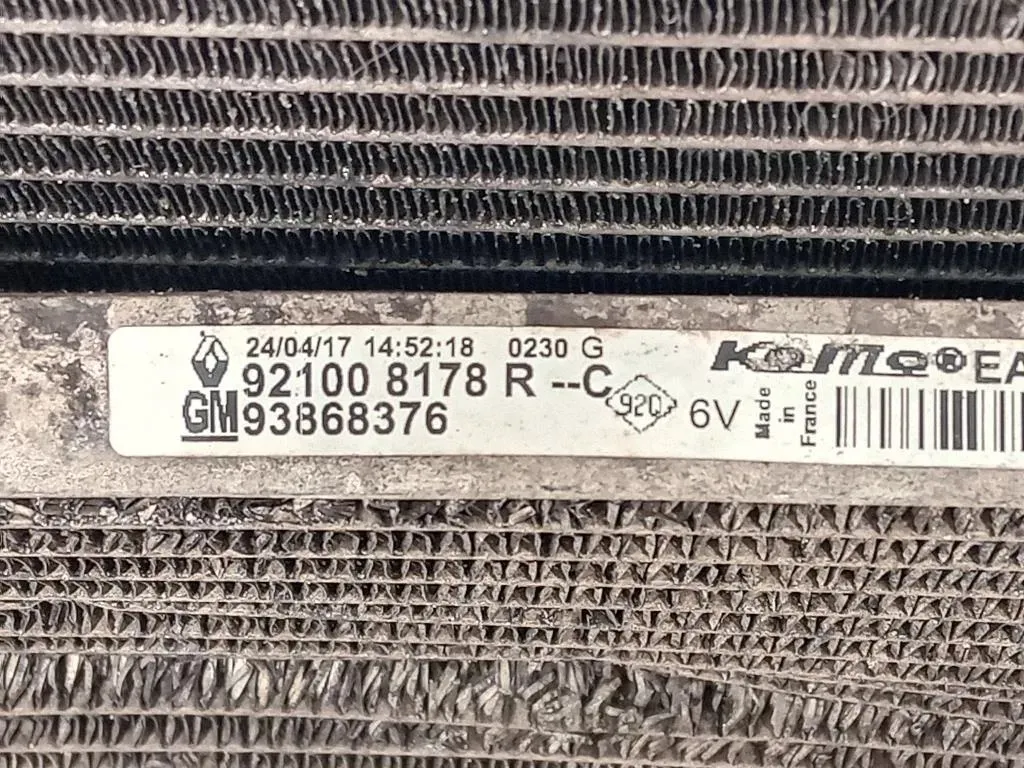 24/04/17 14:52:18 0230 G
92100 8178 R --C
GM 93868376
920 6V
Made
in
France
EA